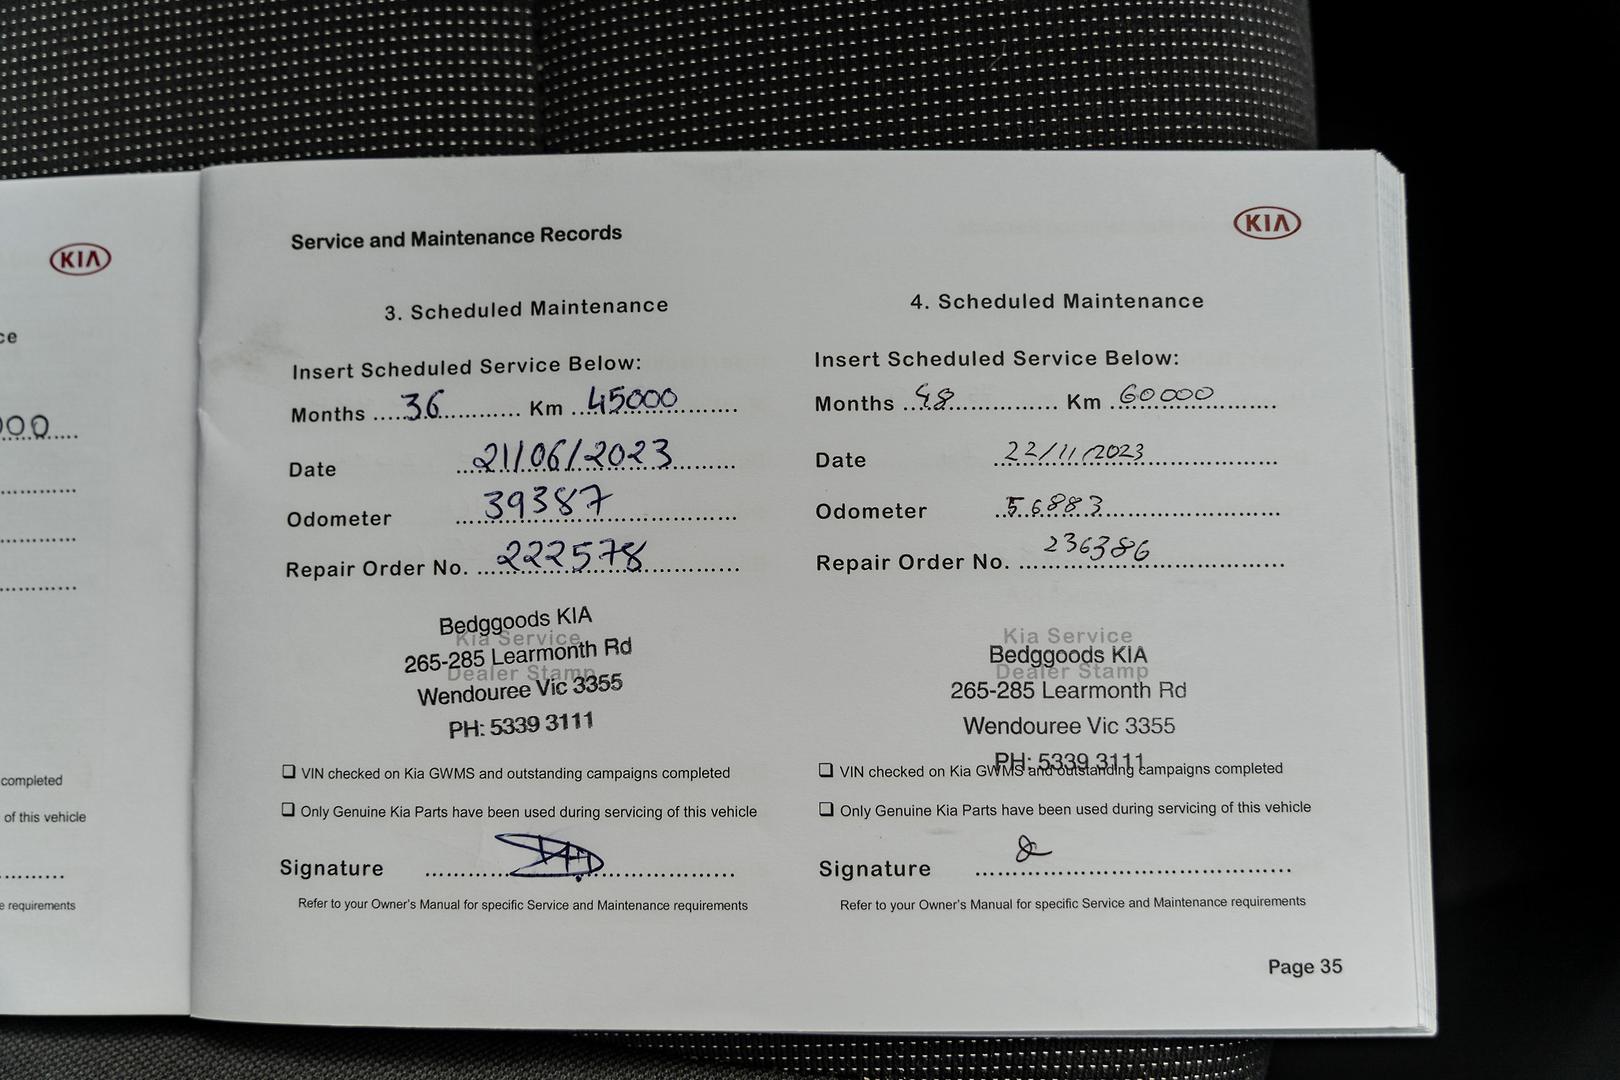 KIA
ce
000
completed
of this vehicle
e requirements
Service and Maintenance Records
KIA
3. Scheduled Maintenance
Insert Scheduled Service Below:
Months 36 Km 45000
Date 21/06/2023
Odometer 39387
Repair Order No. 222578
Kia Service
Dealer Stamp
Bedggoods KIA
265-285 Learmonth Rd
Wendouree Vic 3355
PH: 5339 3111
❑ VIN checked on Kia GWMS and outstanding campaigns completed
❑ Only Genuine Kia Parts have been used during servicing of this vehicle
Signature
Refer to your Owner's Manual for specific Service and Maintenance requirements
4. Scheduled Maintenance
Insert Scheduled Service Below:
Months 48 Km 60000
Date 22/11/2023
Odometer 56883
Repair Order No. 236386
Kia Service
Dealer Stamp
Bedggoods KIA
265-285 Learmonth Rd
Wendouree Vic 3355
PH: 5339 3111
❑ VIN checked on Kia GWMS and outstanding campaigns completed
❑ Only Genuine Kia Parts have been used during servicing of this vehicle
Signature
Refer to your Owner's Manual for specific Service and Maintenance requirements
Page 35